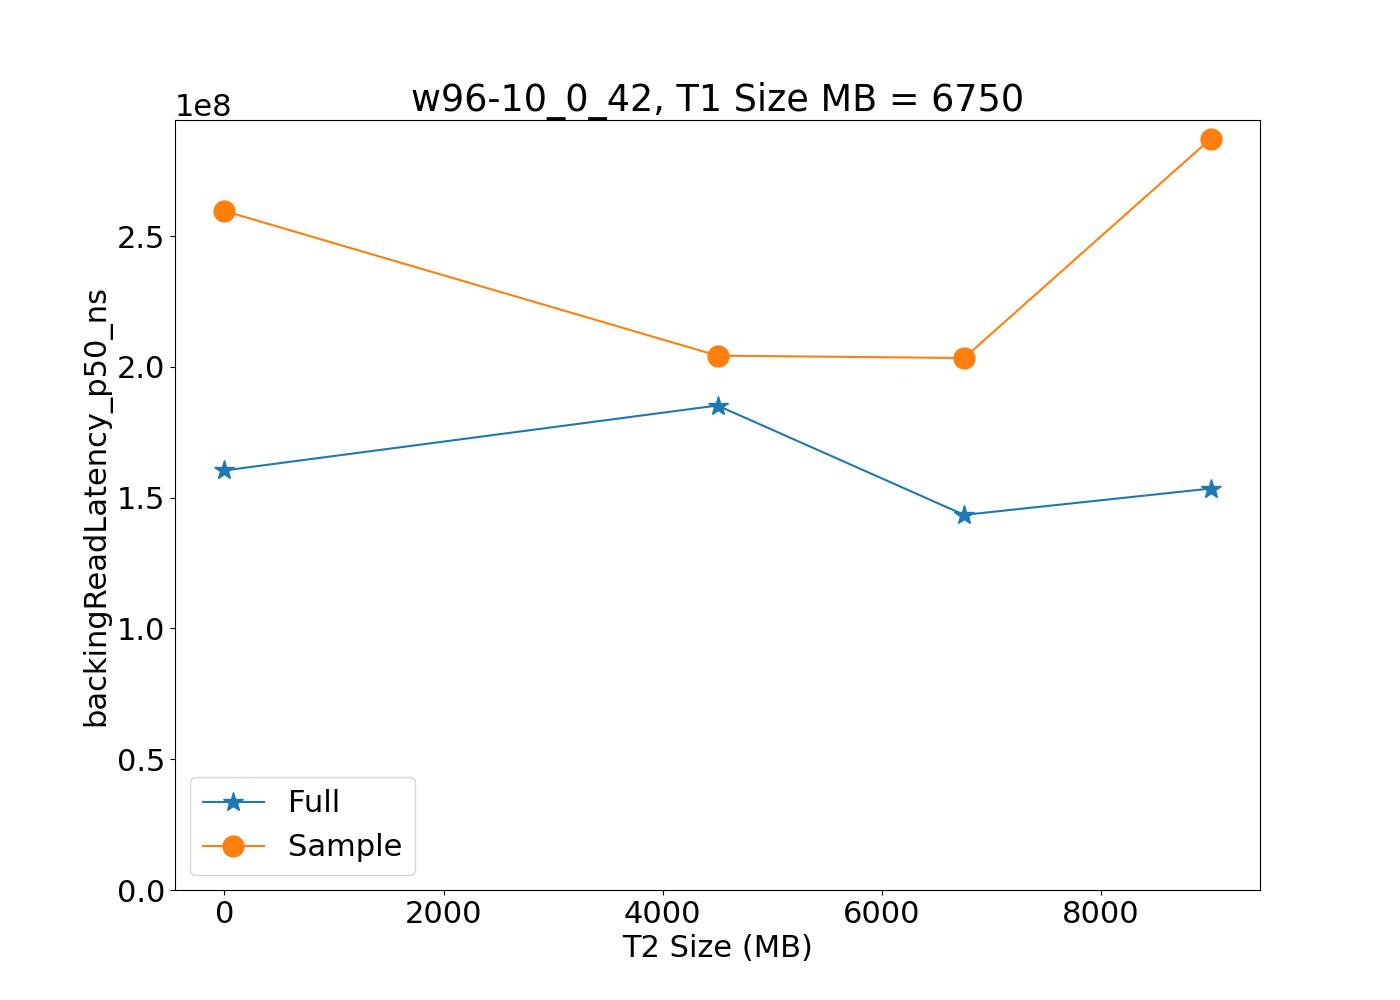 w96-10_0_42, T1 Size MB = 6750
1e8
2.5
2.0
1.5
1.0
0.5
0.0
backingReadLatency_p50_ns
Full
Sample
0 2000 4000 6000 8000
T2 Size (MB)